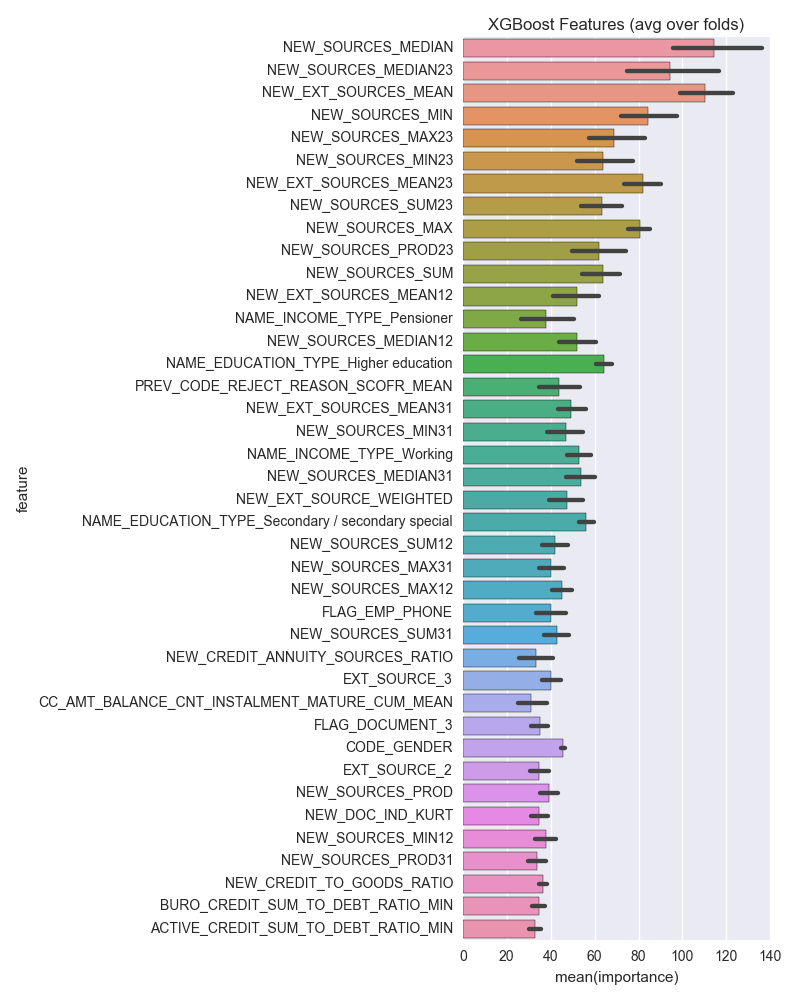 XGBoost Features (avg over folds)
NEW_SOURCES_MEDIAN
NEW_SOURCES_MEDIAN23
NEW_EXT_SOURCES_MEAN
NEW_SOURCES_MIN
NEW_SOURCES_MAX23
NEW_SOURCES_MIN23
NEW_EXT_SOURCES_MEAN23
NEW_SOURCES_SUM23
NEW_SOURCES_MAX
NEW_SOURCES_PROD23
NEW_SOURCES_SUM
NEW_EXT_SOURCES_MEAN12
NAME_INCOME_TYPE_Pensioner
NEW_SOURCES_MEDIAN12
NAME_EDUCATION_TYPE_Higher education
PREV_CODE_REJECT_REASON_SCOFR_MEAN
NEW_EXT_SOURCES_MEAN31
NEW_SOURCES_MIN31
NAME_INCOME_TYPE_Working
NEW_SOURCES_MEDIAN31
feature
NEW_EXT_SOURCE_WEIGHTED
NAME_EDUCATION_TYPE_Secondary / secondary special
NEW_SOURCES_SUM12
NEW_SOURCES_MAX31
NEW_SOURCES_MAX12
FLAG_EMP_PHONE
NEW_SOURCES_SUM31
NEW_CREDIT_ANNUITY_SOURCES_RATIO
EXT_SOURCE_3
CC_AMT_BALANCE_CNT_INSTALMENT_MATURE_CUM_MEAN
FLAG_DOCUMENT_3
CODE_GENDER
EXT_SOURCE_2
NEW_SOURCES_PROD
NEW_DOC_IND_KURT
NEW_SOURCES_MIN12
NEW_SOURCES_PROD31
NEW_CREDIT_TO_GOODS_RATIO
BURO_CREDIT_SUM_TO_DEBT_RATIO_MIN
ACTIVE_CREDIT_SUM_TO_DEBT_RATIO_MIN
0 20 40 60 80 100 120 140
mean(importance)